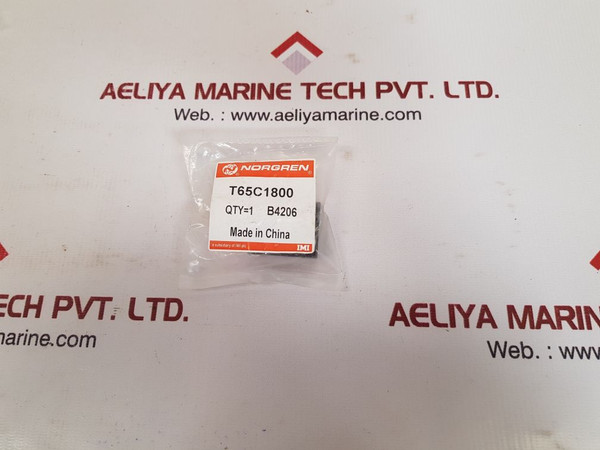 AELIYA MARINE TECH PVT. LTD.
Web. : www.aeliyamarine.com
NORGREN
T65C1800
QTY=1 B4206
Made in China
IMI
ECH PVT. LTD.
marine.com
AELIYA MARIN
Web. : www.